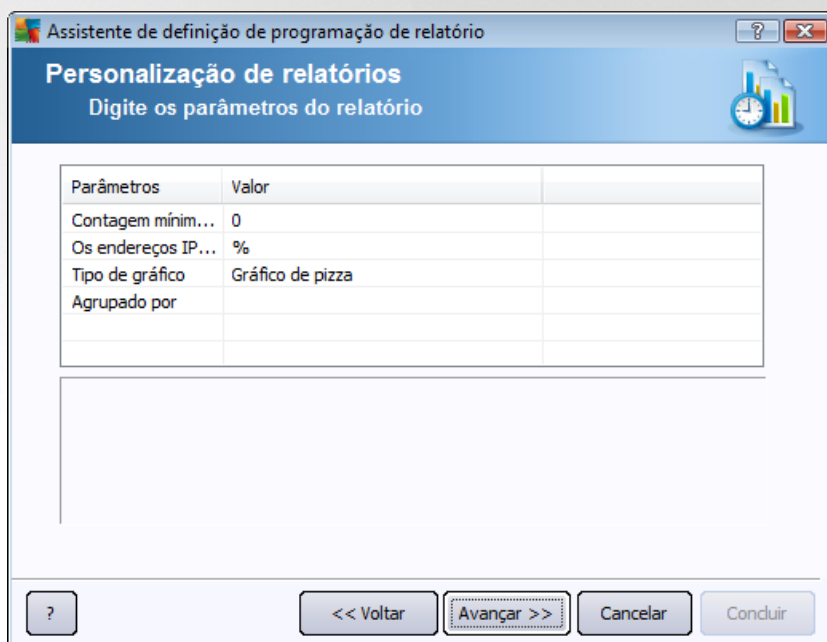 Assistente de definição de programação de relatório
Personalização de relatórios
Digite os parâmetros do relatório
Parâmetros Valor
Contagem mínim... 0
Os endereços IP... %
Tipo de gráfico Gráfico de pizza
Agrupado por
? << Voltar Avançar >> Cancelar Concluir